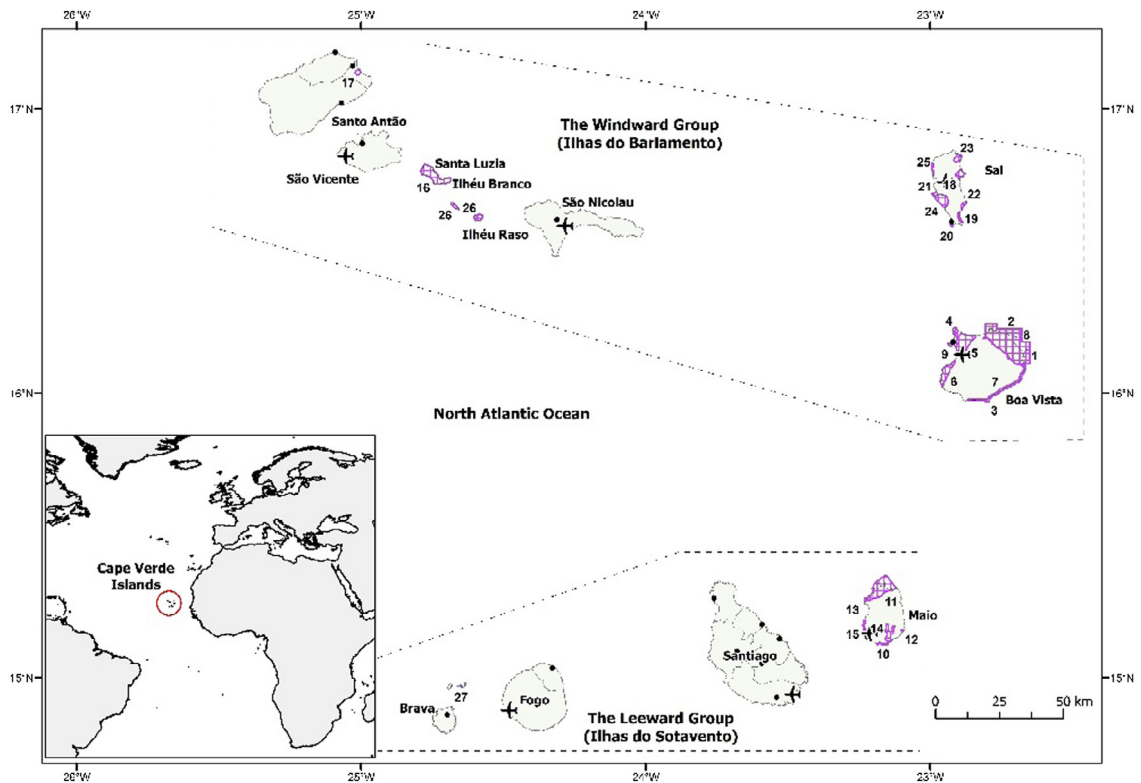 26°W 25°W 24°W 23°W
17°N 17°N
17
Santo Antão
São Vicente
The Windward Group
(Ilhas do Barlamento)
Santa Luzia
16 Ilhéu Branco
26 26
Ilhéu Raso
São Nicolau
23
25 Sal
18
21 22
24 19
20
4 2
8
9 5 1
6 7
Boa Vista
3
16°N 16°N
North Atlantic Ocean
Cape Verde
Islands
11
13 Maio
14
15 12
10
Santiago
15°N 15°N
27
Brava Fogo
The Leeward Group
(Ilhas do Sotavento)
0 25 50 km
26°W 25°W 24°W 23°W